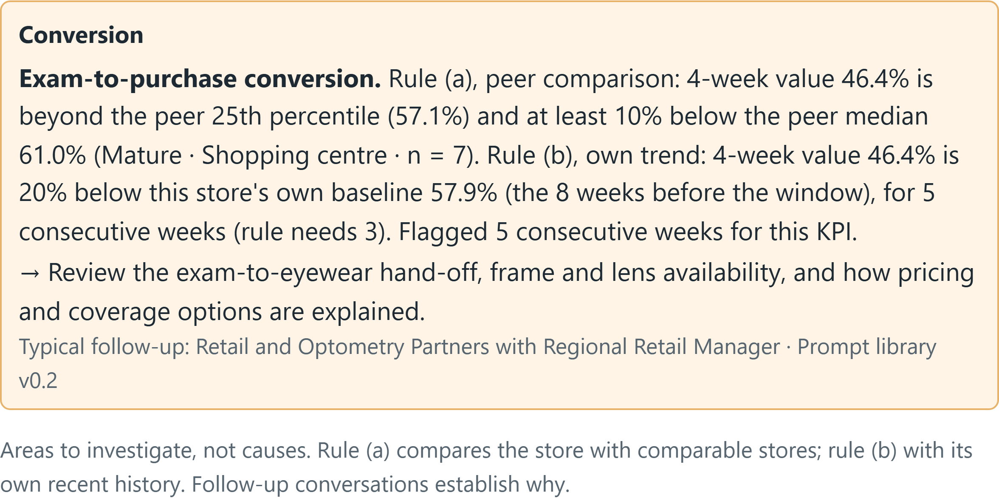 Conversion
Exam-to-purchase conversion. Rule (a), peer comparison: 4-week value 46.4% is
beyond the peer 25th percentile (57.1%) and at least 10% below the peer median
61.0% (Mature · Shopping centre · n = 7). Rule (b), own trend: 4-week value 46.4% is
20% below this store's own baseline 57.9% (the 8 weeks before the window), for 5
consecutive weeks (rule needs 3). Flagged 5 consecutive weeks for this KPI.
→ Review the exam-to-eyewear hand-off, frame and lens availability, and how pricing
and coverage options are explained.
Typical follow-up: Retail and Optometry Partners with Regional Retail Manager · Prompt library
v0.2
Areas to investigate, not causes. Rule (a) compares the store with comparable stores; rule (b) with its
own recent history. Follow-up conversations establish why.